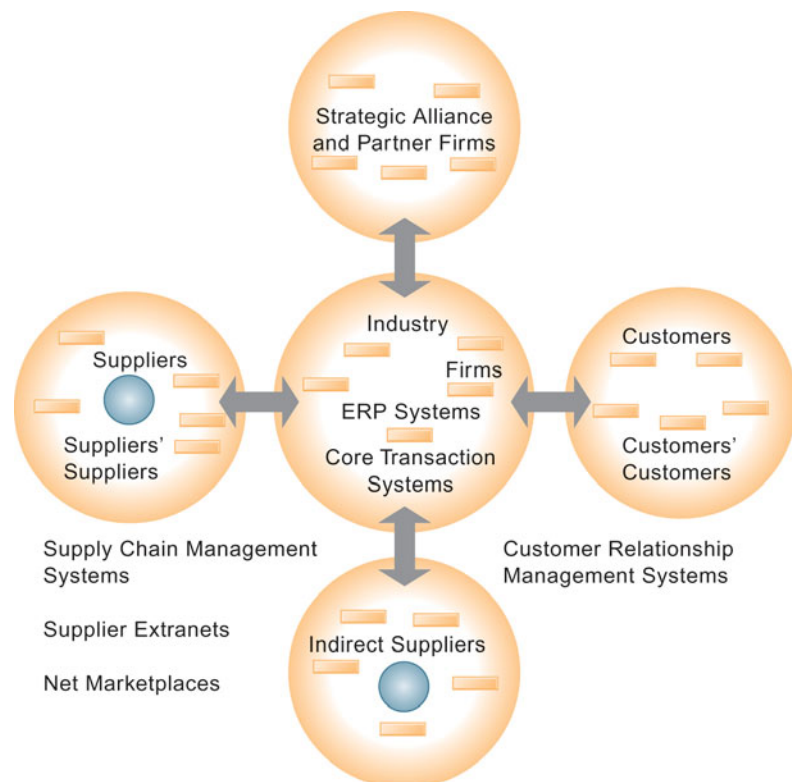 Strategic Alliance
and Partner Firms
Industry
Firms
ERP Systems
Core Transaction
Systems
Suppliers
Suppliers'
Suppliers
Customers
Customers'
Customers
Supply Chain Management
Systems
Supplier Extranets
Net Marketplaces
Customer Relationship
Management Systems
Indirect Suppliers